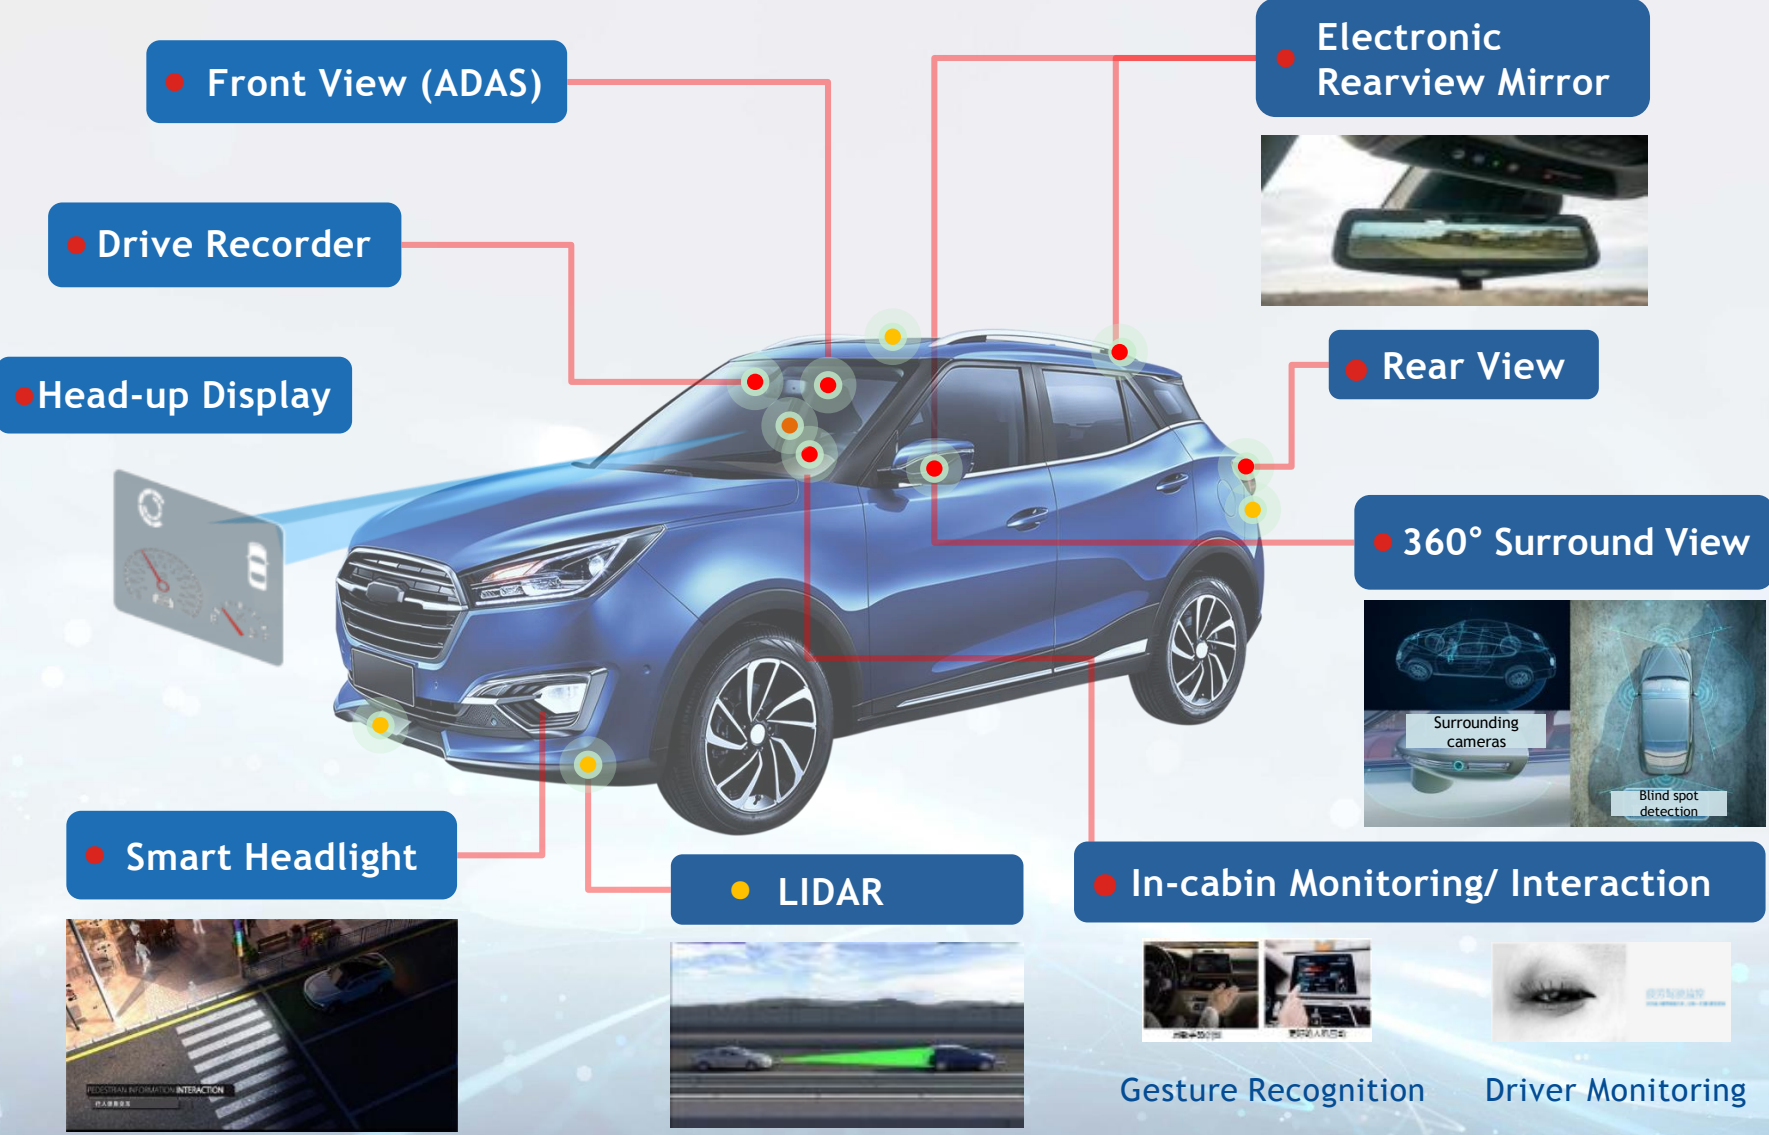 Front View (ADAS)
Electronic
Rearview Mirror
Drive Recorder
Head-up Display
Rear View
360° Surround View
Surrounding
cameras
Blind spot
detection
Smart Headlight
LIDAR
In-cabin Monitoring/ Interaction
PEDESTRIAN INFORMATION INTERACTION
Gesture Recognition
Driver Monitoring